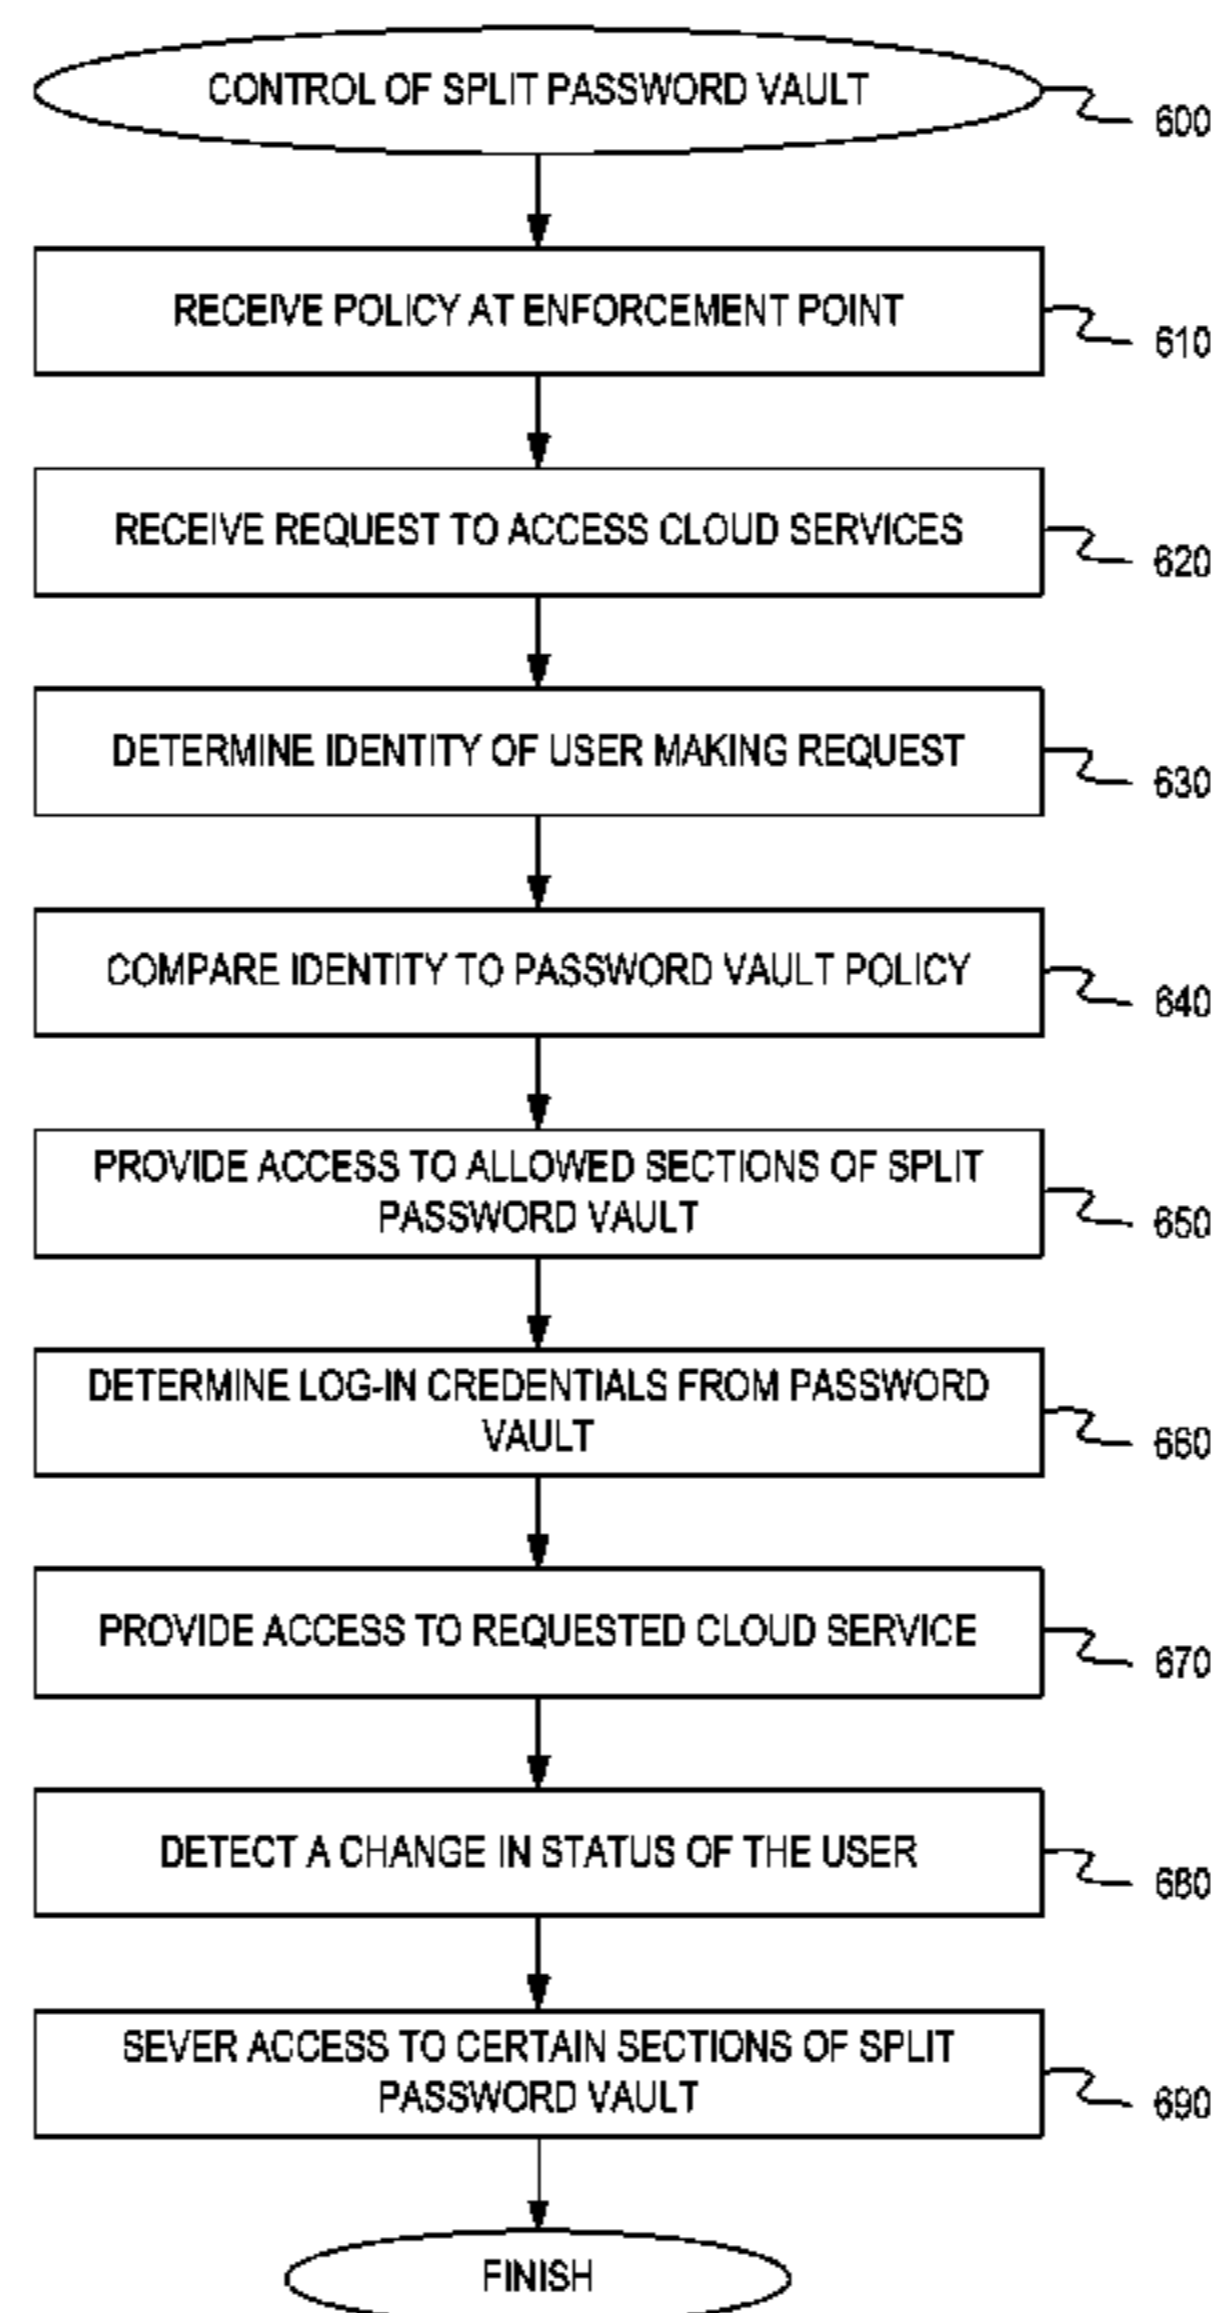 CONTROL OF SPLIT PASSWORD VAULT
600
RECEIVE POLICY AT ENFORCEMENT POINT
610
RECEIVE REQUEST TO ACCESS CLOUD SERVICES
620
DETERMINE IDENTITY OF USER MAKING REQUEST
630
COMPARE IDENTITY TO PASSWORD VAULT POLICY
640
PROVIDE ACCESS TO ALLOWED SECTIONS OF SPLIT
PASSWORD VAULT
650
DETERMINE LOG-IN CREDENTIALS FROM PASSWORD
VAULT
660
PROVIDE ACCESS TO REQUESTED CLOUD SERVICE
670
DETECT A CHANGE IN STATUS OF THE USER
680
SEVER ACCESS TO CERTAIN SECTIONS OF SPLIT
PASSWORD VAULT
690
FINISH